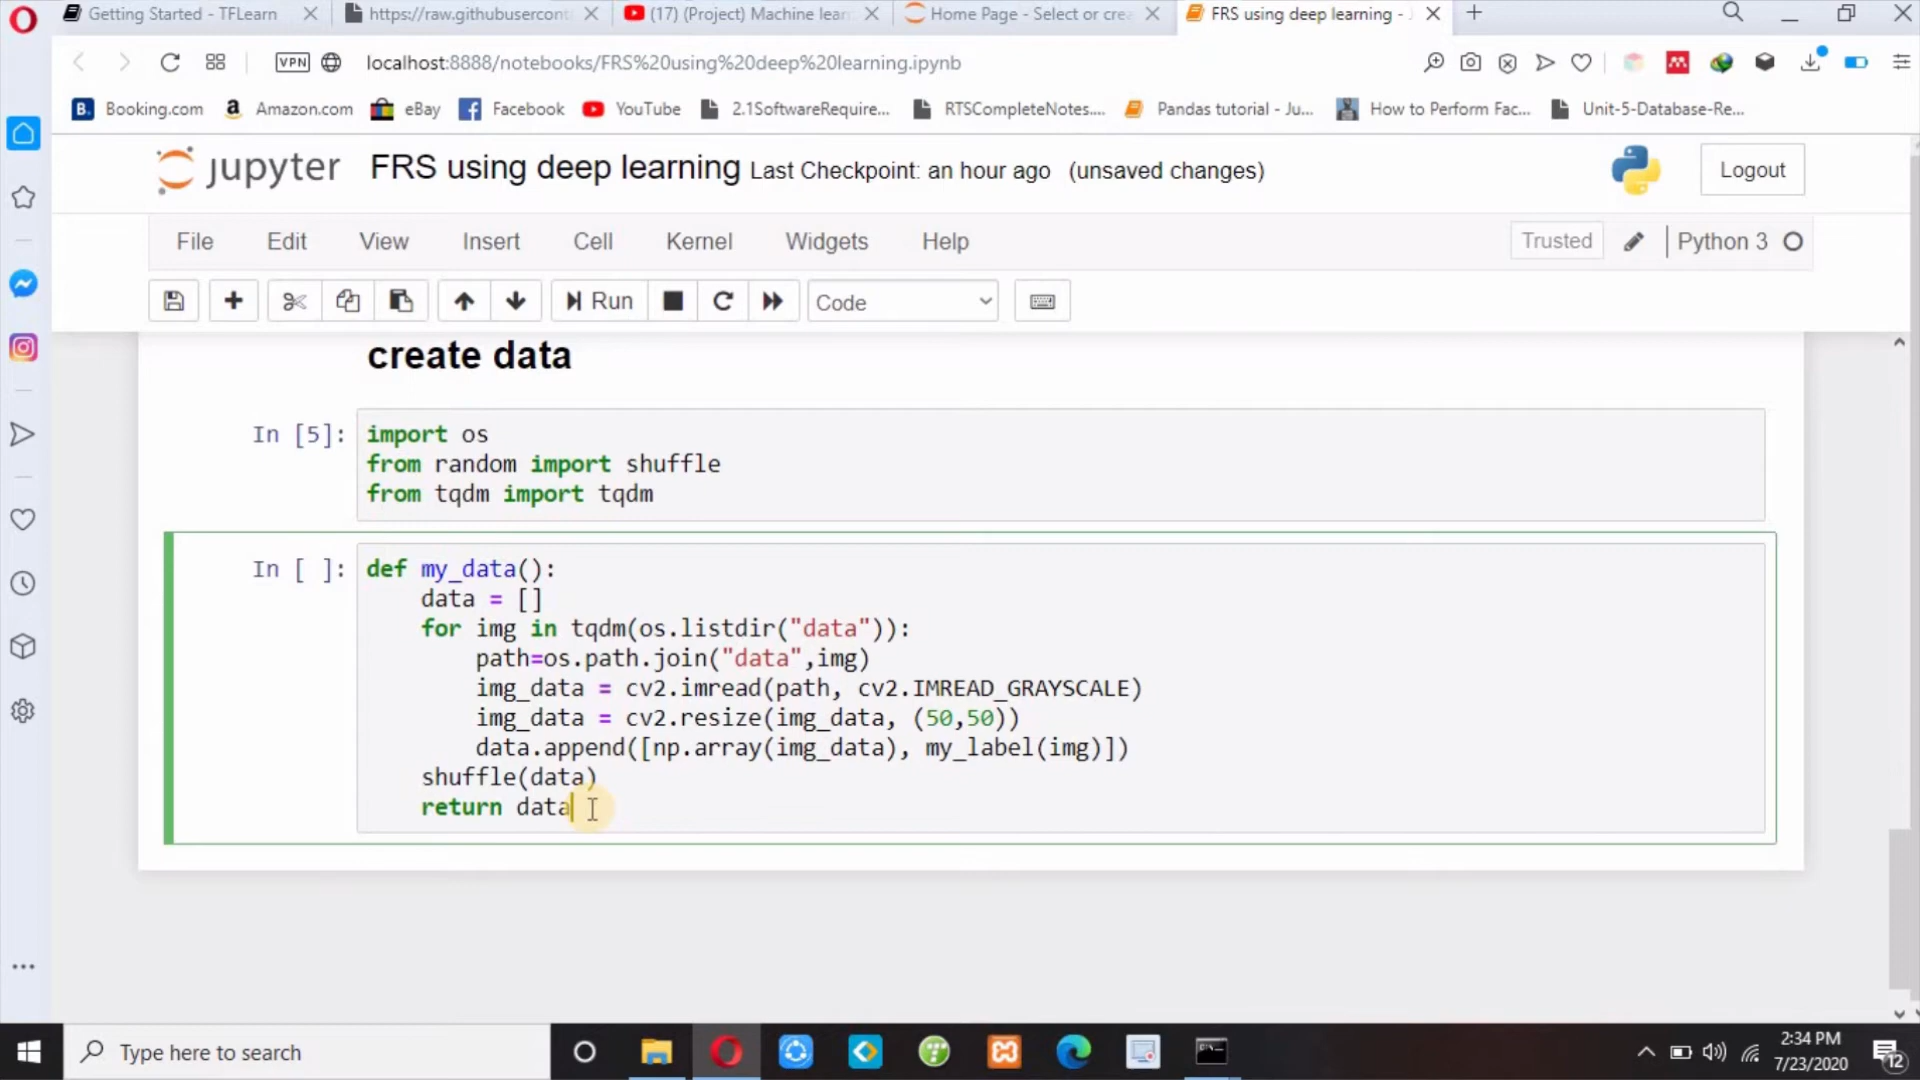 Getting Started - TFLearn
https://raw.githubusercont
(17) (Project) Machine lear
Home Page - Select or crea
FRS using deep learning - J
VPN
localhost:8888/notebooks/FRS%20using%20deep%20learning.ipynb
Booking.com
Amazon.com
eBay
Facebook
YouTube
2.1SoftwareRequire...
RTSCompleteNotes....
Pandas tutorial - Ju...
How to Perform Fac...
Unit-5-Database-Re...
jupyter
FRS using deep learning
Last Checkpoint: an hour ago (unsaved changes)
Logout
File
Edit
View
Insert
Cell
Kernel
Widgets
Help
Trusted
Python 3
Run
Code
create data
In [5]:
import os
from random import shuffle
from tqdm import tqdm
In [ ]:
def my_data():
data = []
for img in tqdm(os.listdir("data")):
path=os.path.join("data",img)
img_data = cv2.imread(path, cv2.IMREAD_GRAYSCALE)
img_data = cv2.resize(img_data, (50,50))
data.append([np.array(img_data), my_label(img)])
shuffle(data)
return data
Type here to search
2:34 PM
7/23/2020
12